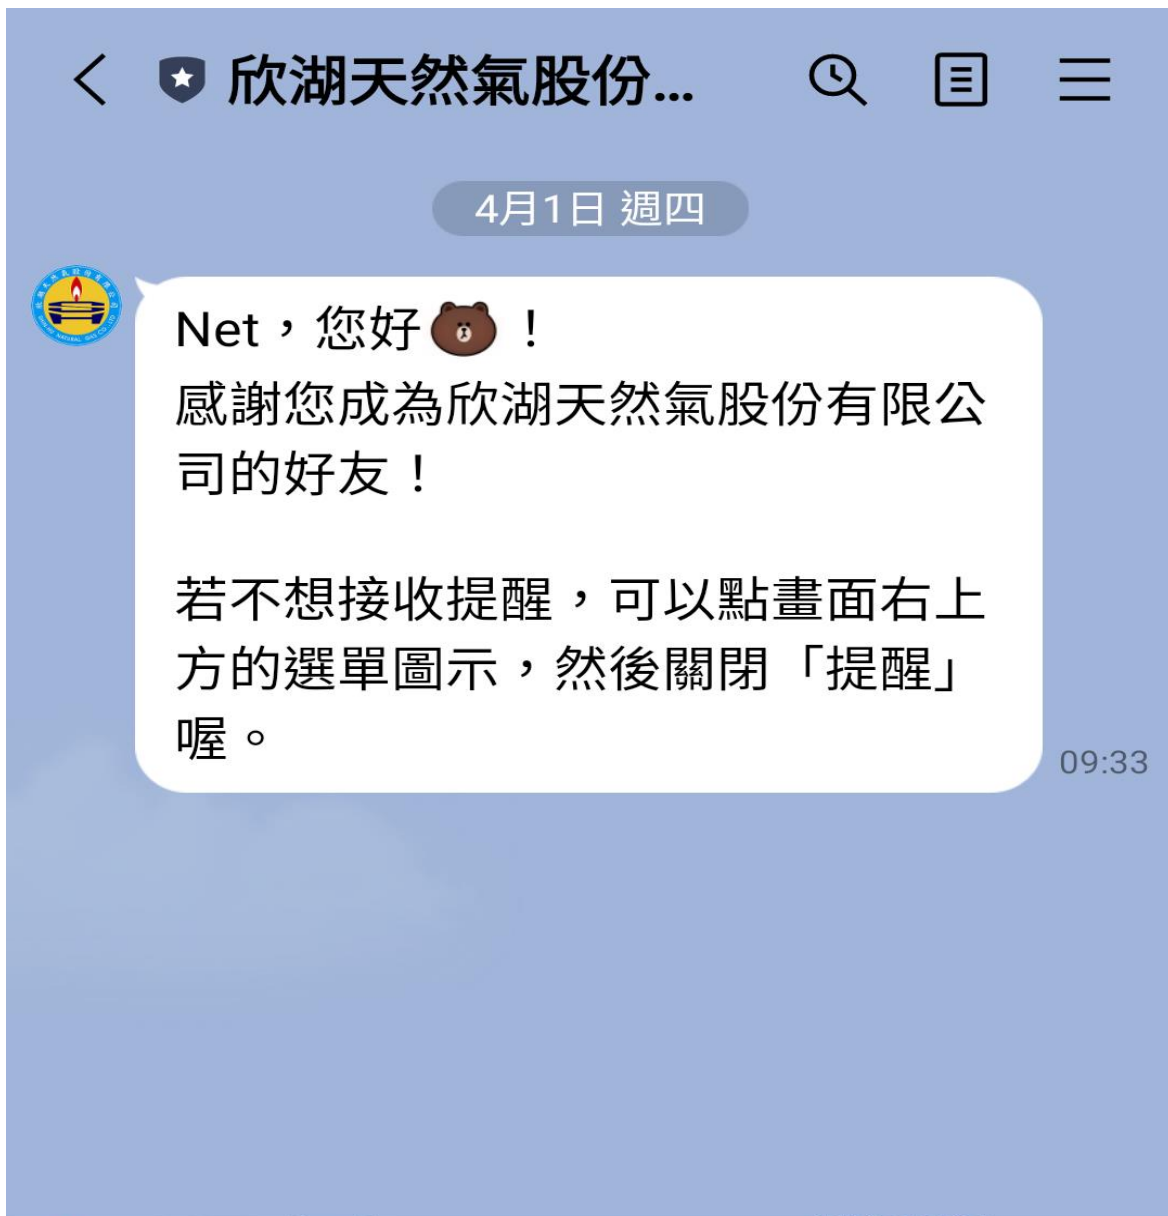 欣湖天然氣股份...
4月1日 週四
Net，您好！
感謝您成為欣湖天然氣股份有限公
司的好友！
若不想接收提醒，可以點畫面右上
方的選單圖示，然後關閉「提醒」
喔。
09:33